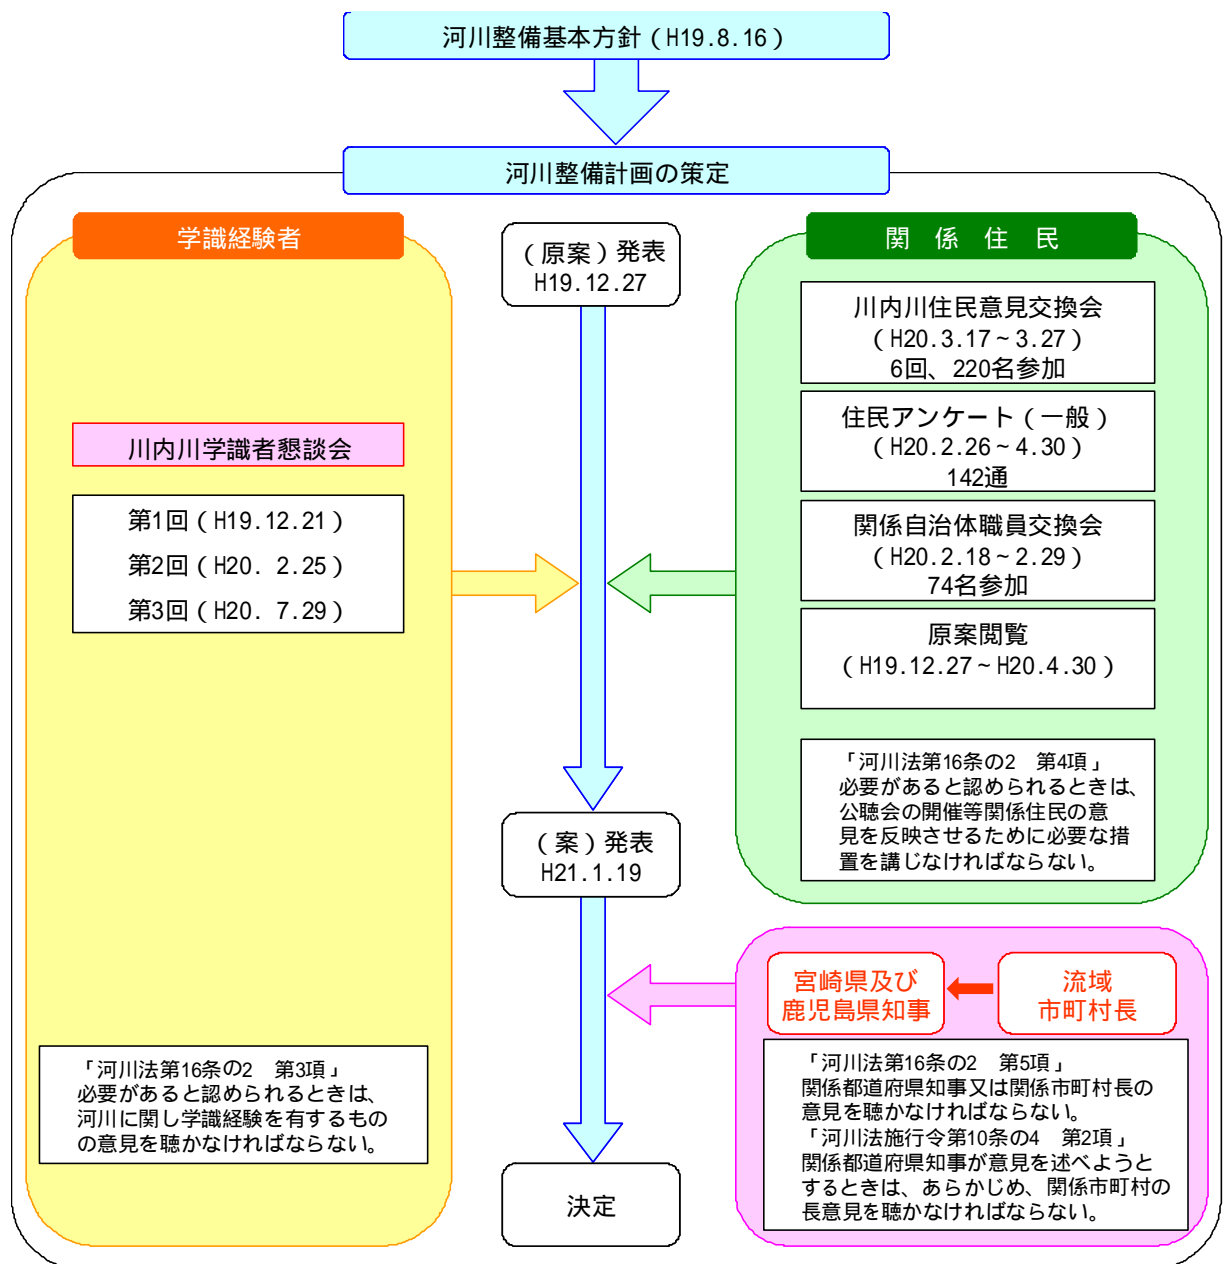 河川整備基本方針(H19.8.16)
河川整備計画の策定
学識経験者
川内川学識者懇談会
第1回(H19.12.21)
第2回(H20. 2.25)
第3回(H20. 7.29)
「河川法第16条の2 第3項」
必要があると認められるときは、
河川に関し学識経験を有するもの
の意見を聴かなければならない。
(原案)発表
H19.12.27
(案)発表
H21.1.19
決定
関 係 住 民
川内川住民意見交換会
(H20.3.17~3.27)
6回、220名参加
住民アンケート(一般)
(H20.2.26~4.30)
142通
関係自治体職員交換会
(H20.2.18~2.29)
74名参加
原案閲覧
(H19.12.27~H20.4.30)
「河川法第16条の2 第4項」
必要があると認められるときは、
公聴会の開催等関係住民の意
見を反映させるために必要な措
置を講じなければならない。
宮崎県及び
鹿児島県知事
流域
市町村長
「河川法第16条の2 第5項」
関係都道府県知事又は関係市町村長の
意見を聴かなければならない。
「河川法施行令第10条の4 第2項」
関係都道府県知事が意見を述べようと
するときは、あらかじめ、関係市町村の
長意見を聴かなければならない。